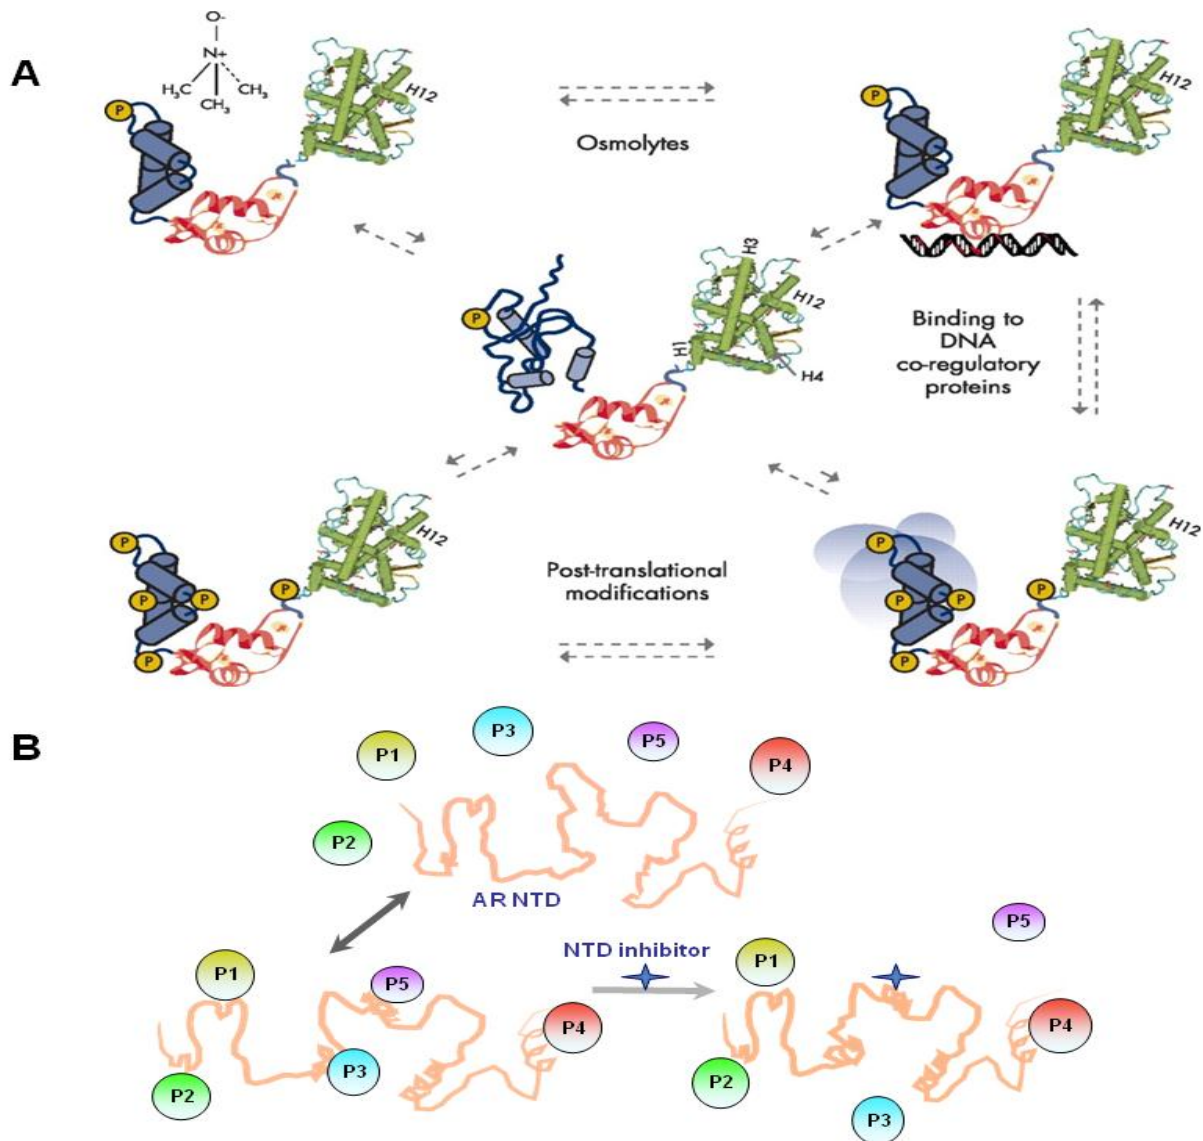 A
O-
N+
H₃C
CH₃
CH₃
P
H12
Osmolytes
H12
P
P
H1
H3
H12
H4
Binding to
DNA
co-regulatory
proteins
P
P
P
P
P
H12
Post-translational
modifications
P
P
P
P
P
H12
B
P1
P3
P5
P4
P2
AR NTD
P1
P5
P4
P2
P3
NTD inhibitor
P1
P5
P4
P2
P3